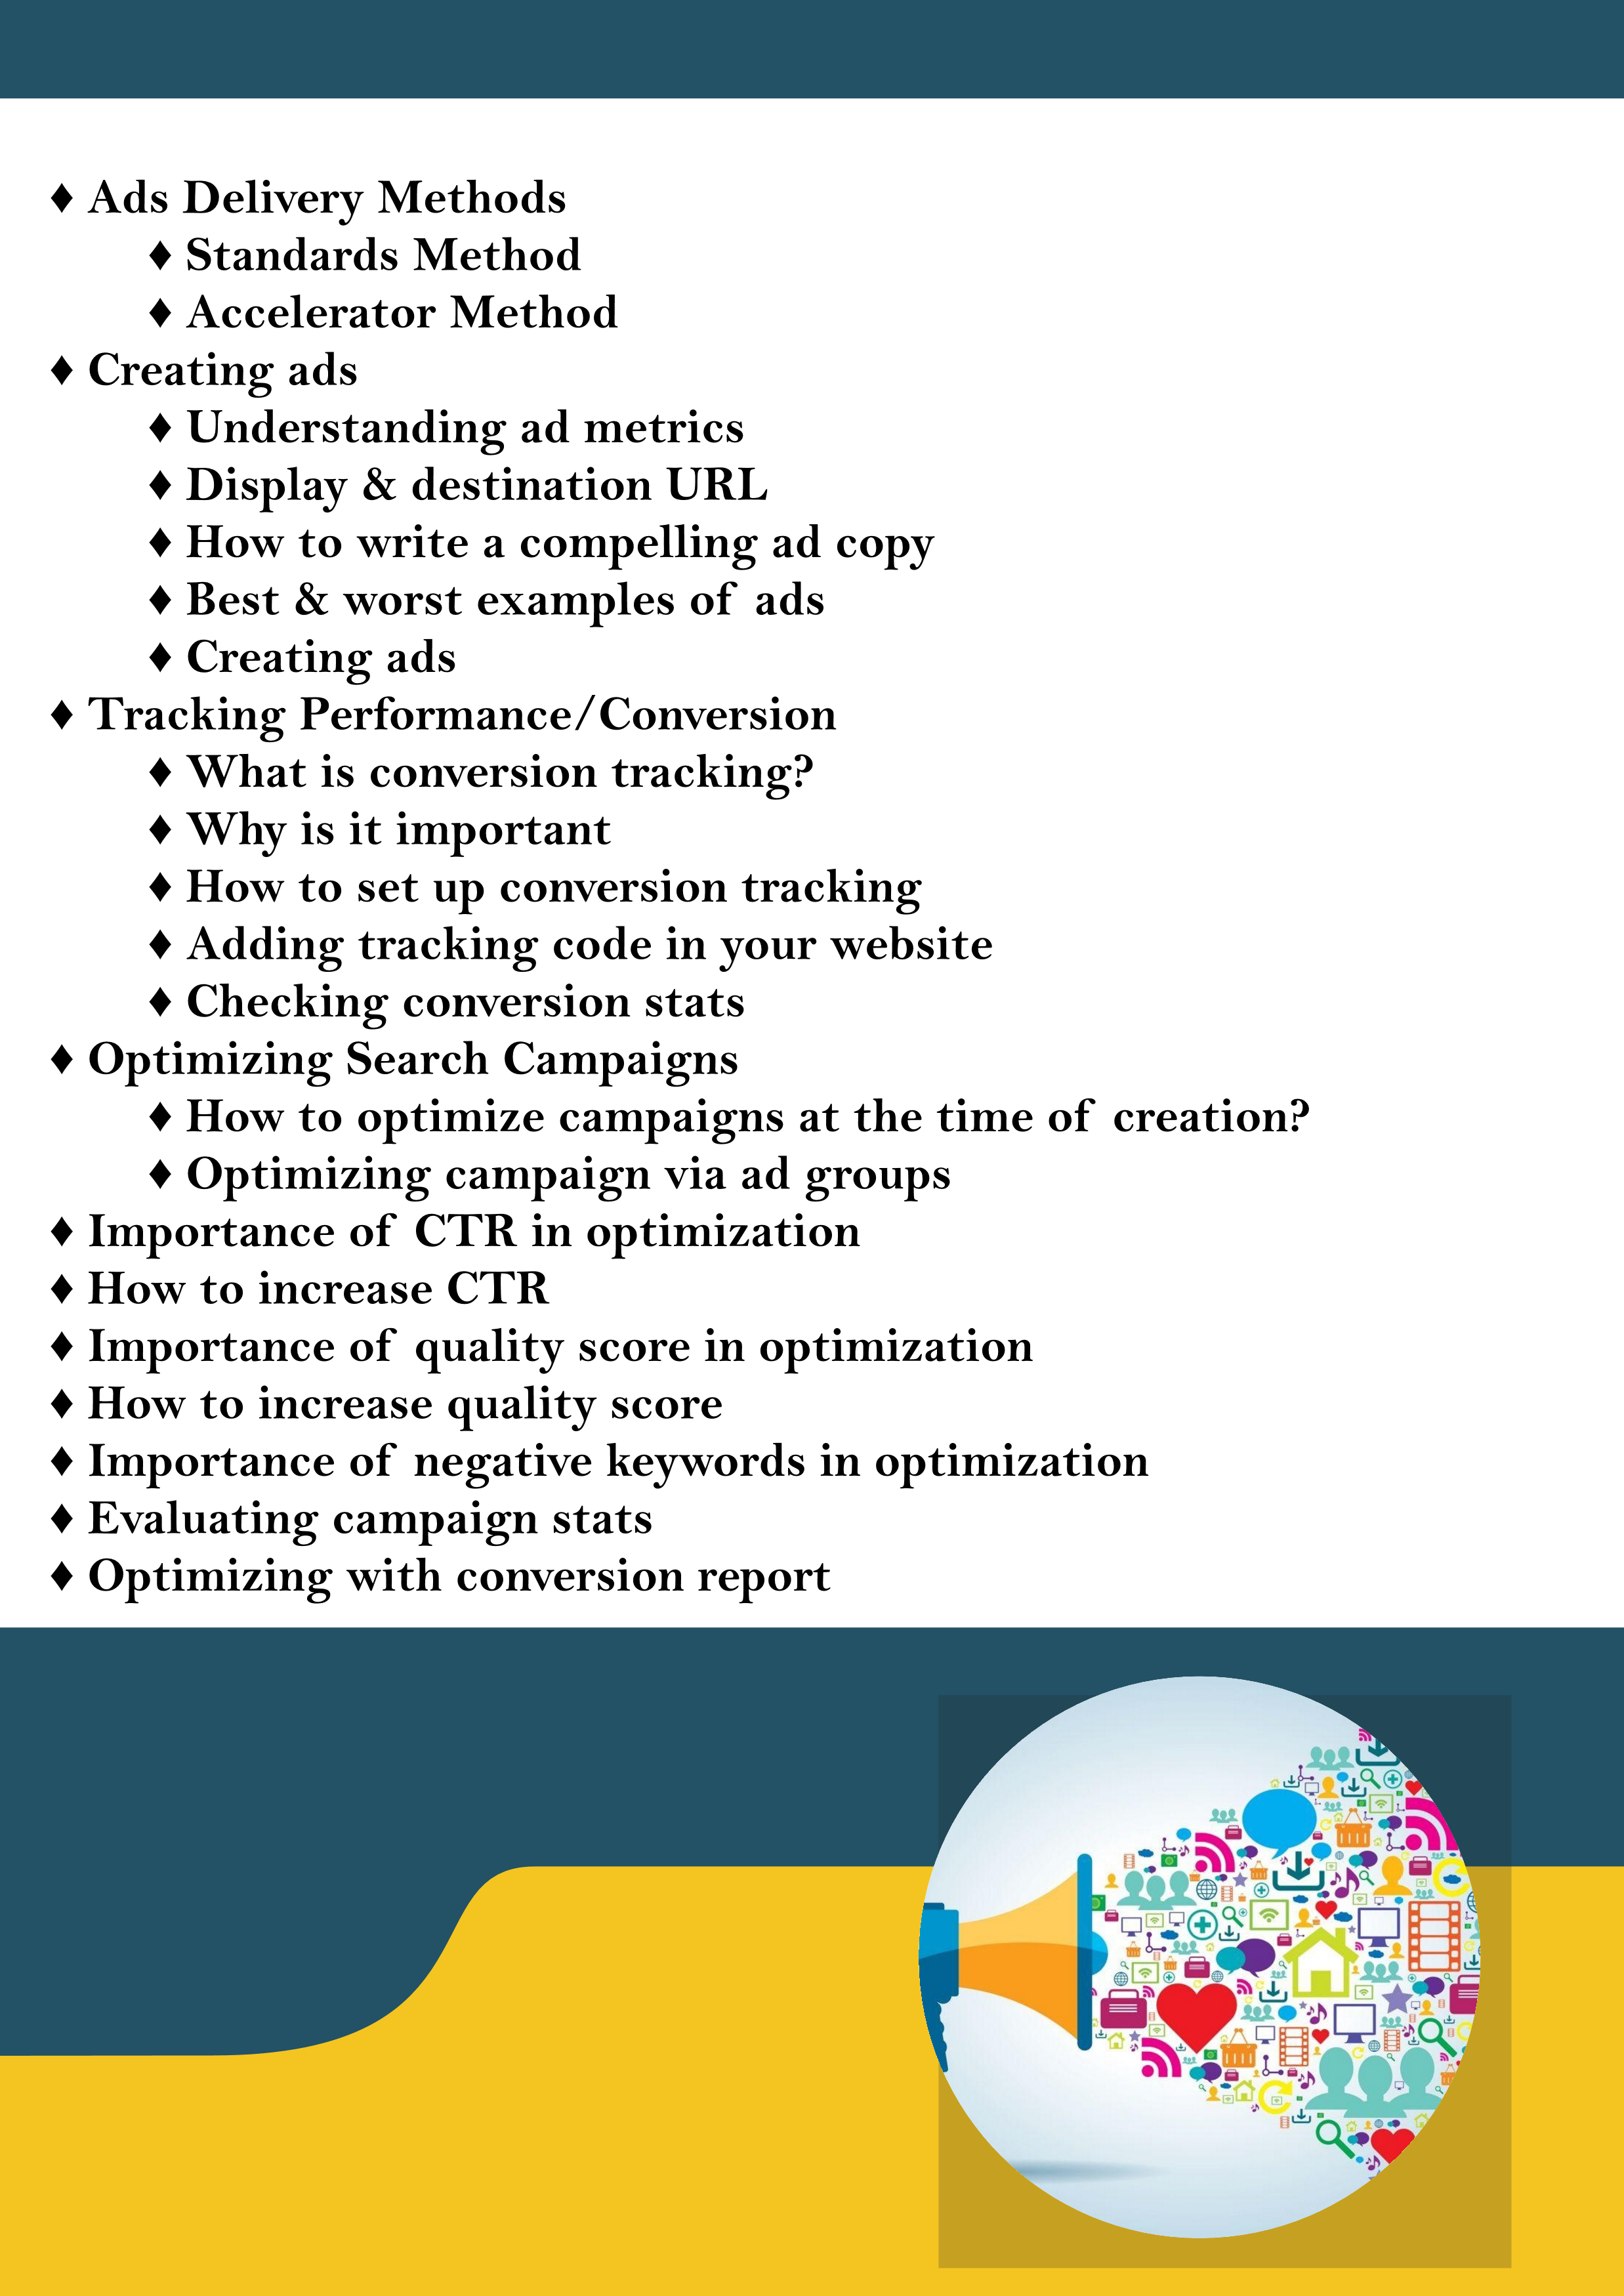 ♦ Ads Delivery Methods
♦ Standards Method
♦ Accelerator Method
♦ Creating ads
♦ Understanding ad metrics
♦ Display & destination URL
♦ How to write a compelling ad copy
♦ Best & worst examples of ads
♦ Creating ads
♦ Tracking Performance/Conversion
♦ What is conversion tracking?
♦ Why is it important
♦ How to set up conversion tracking
♦ Adding tracking code in your website
♦ Checking conversion stats
♦ Optimizing Search Campaigns
♦ How to optimize campaigns at the time of creation?
♦ Optimizing campaign via ad groups
♦ Importance of CTR in optimization
♦ How to increase CTR
♦ Importance of quality score in optimization
♦ How to increase quality score
♦ Importance of negative keywords in optimization
♦ Evaluating campaign stats
♦ Optimizing with conversion report